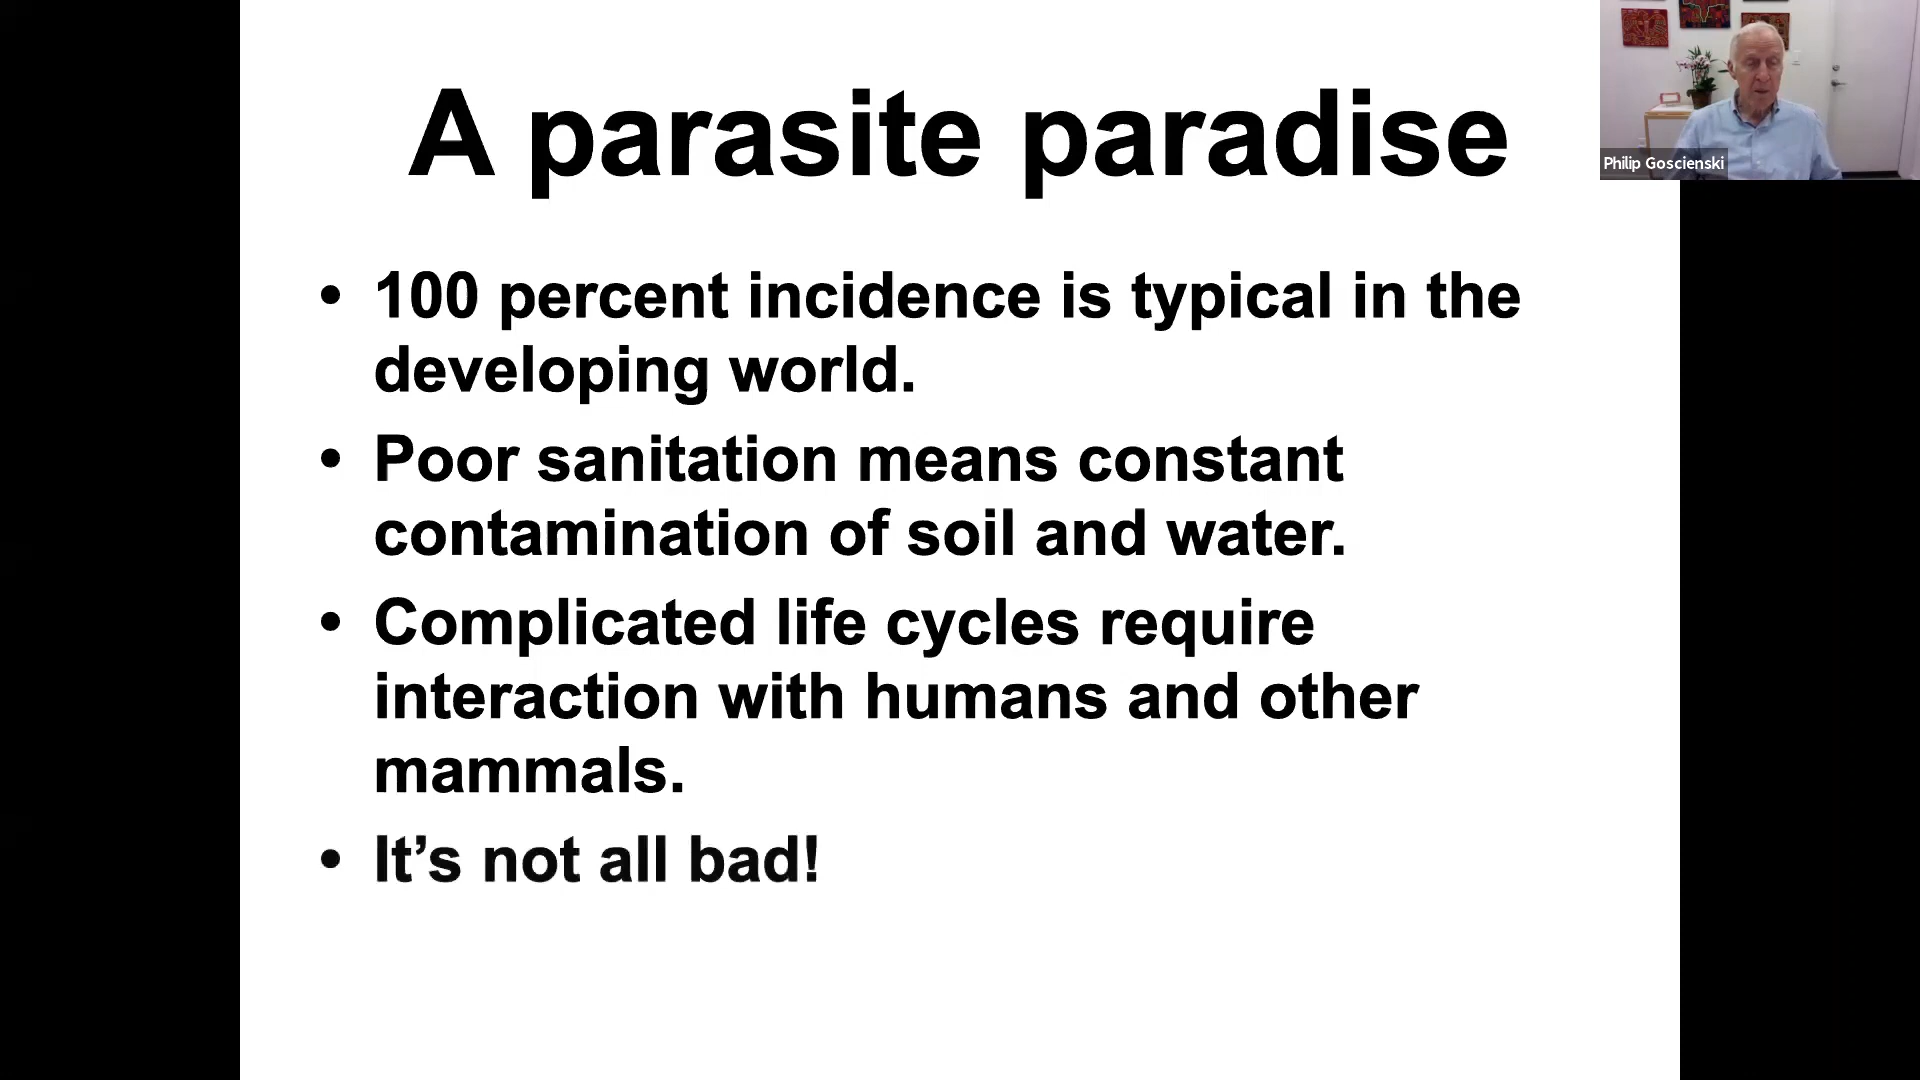 A parasite paradise
Philip Goscienski
• 100 percent incidence is typical in the
developing world.
• Poor sanitation means constant
contamination of soil and water.
• Complicated life cycles require
interaction with humans and other
mammals.
• It’s not all bad!